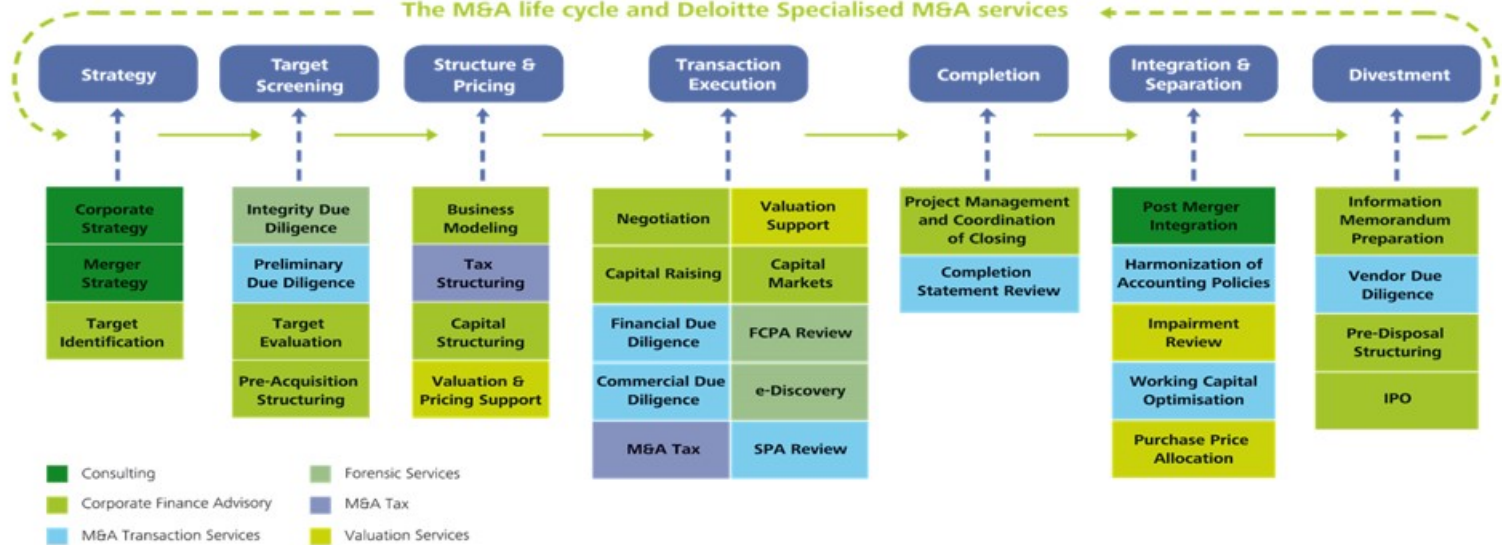 The M&A life cycle and Deloitte Specialised M&A services
Strategy
Target
Screening
Structure &
Pricing
Transaction
Execution
Completion
Integration &
Separation
Divestment
Corporate
Strategy
Merger
Strategy
Target
Identification
Integrity Due
Diligence
Preliminary
Due Diligence
Target
Evaluation
Pre-Acquisition
Structuring
Business
Modeling
Tax
Structuring
Capital
Structuring
Valuation &
Pricing Support
Negotiation
Valuation
Support
Capital Raising
Capital
Markets
Financial Due
Diligence
FCPA Review
Commercial Due
Diligence
e-Discovery
M&A Tax
SPA Review
Project Management
and Coordination
of Closing
Completion
Statement Review
Post Merger
Integration
Harmonization of
Accounting Policies
Impairment
Review
Working Capital
Optimisation
Purchase Price
Allocation
Information
Memorandum
Preparation
Vendor Due
Diligence
Pre-Disposal
Structuring
IPO
Consulting
Corporate Finance Advisory
M&A Transaction Services
Forensic Services
M&A Tax
Valuation Services